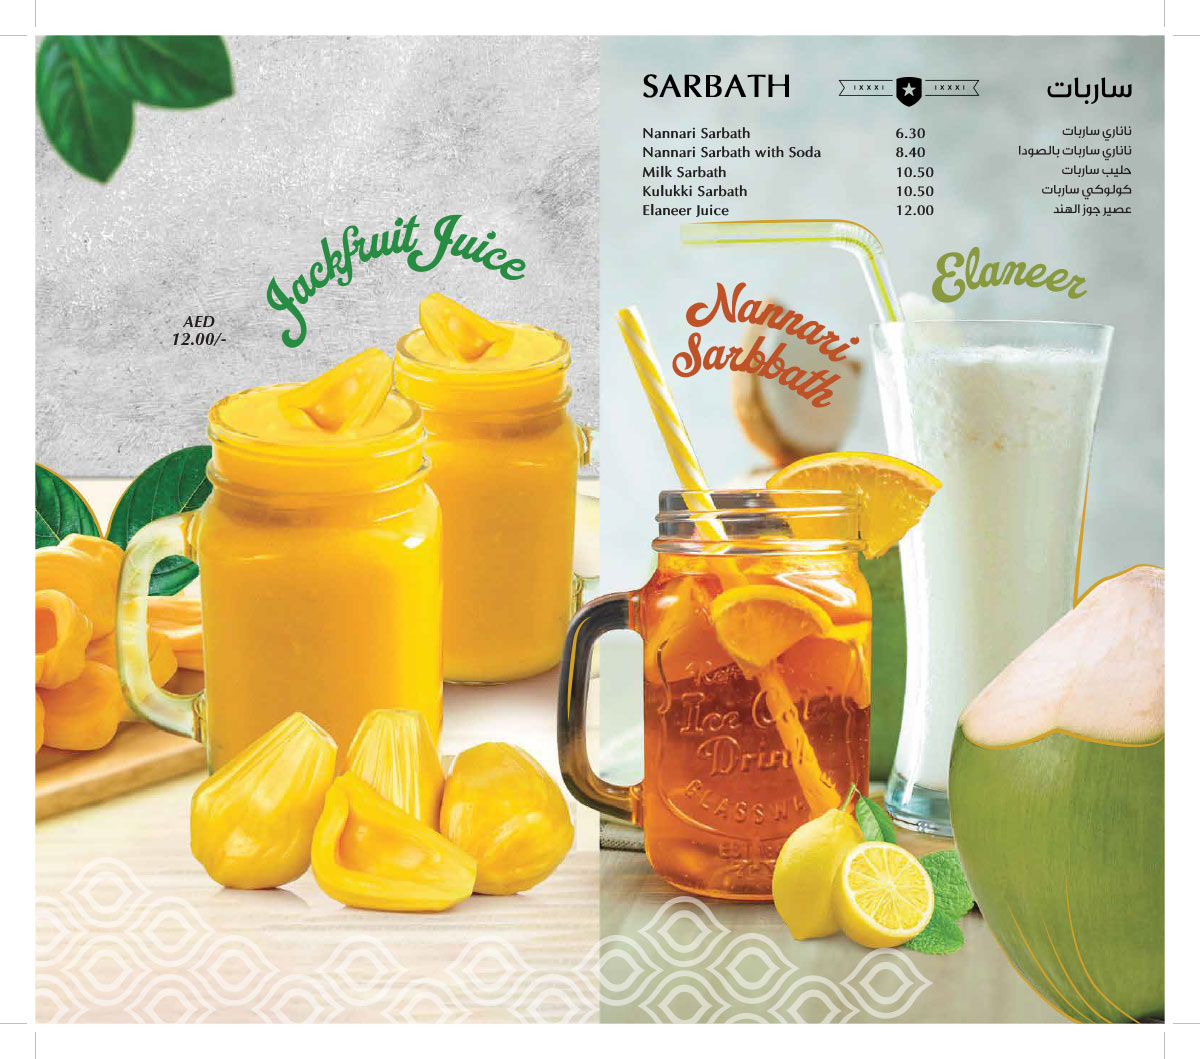 Jackfruit Juice
AED
12.00/-
SARBATH
IXXXI
IXXXI
ساربات
Nannari Sarbath 6.30 ناناري ساربات
Nannari Sarbath with Soda 8.40 ناناري ساربات بالصودا
Milk Sarbath 10.50 حليب ساربات
Kulukki Sarbath 10.50 كولوكي ساربات
Elaneer Juice 12.00 عصير جوز الهند
Elaneer
Nannari
Sarbbath
Ice Cold
Drink
GLASSWARE